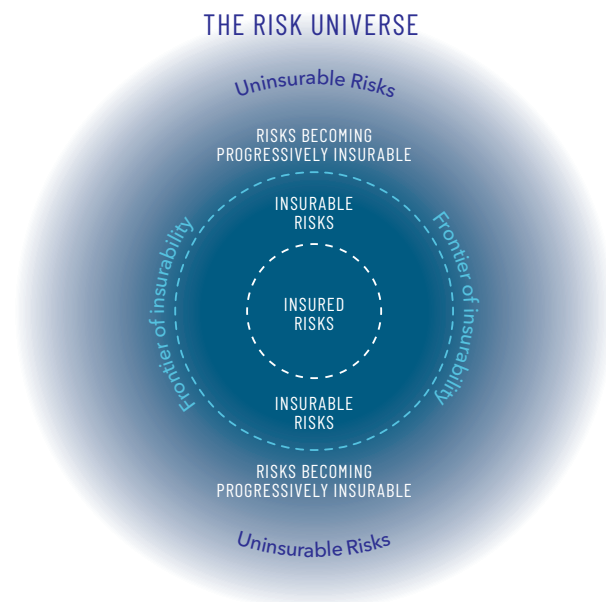 THE RISK UNIVERSE
Uninsurable Risks
RISKS BECOMING
PROGRESSIVELY INSURABLE
INSURABLE
RISKS
Frontier of insurability
Frontier of insurability
INSURED
RISKS
INSURABLE
RISKS
RISKS BECOMING
PROGRESSIVELY INSURABLE
Uninsurable Risks